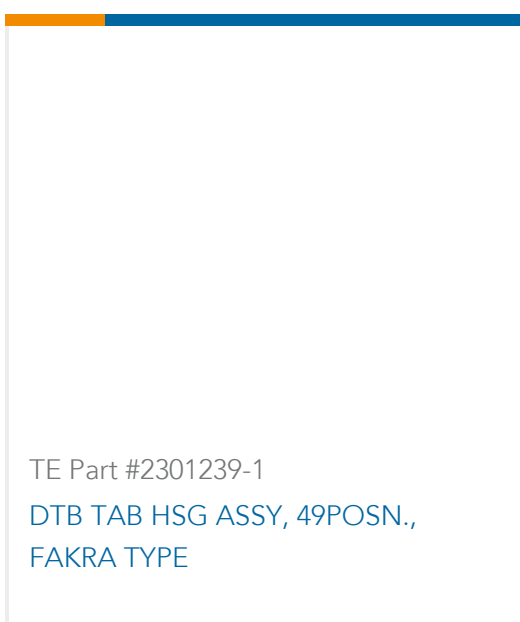 TE Part #2301239-1
DTB TAB HSG ASSY, 49POSN.,
FAKRA TYPE